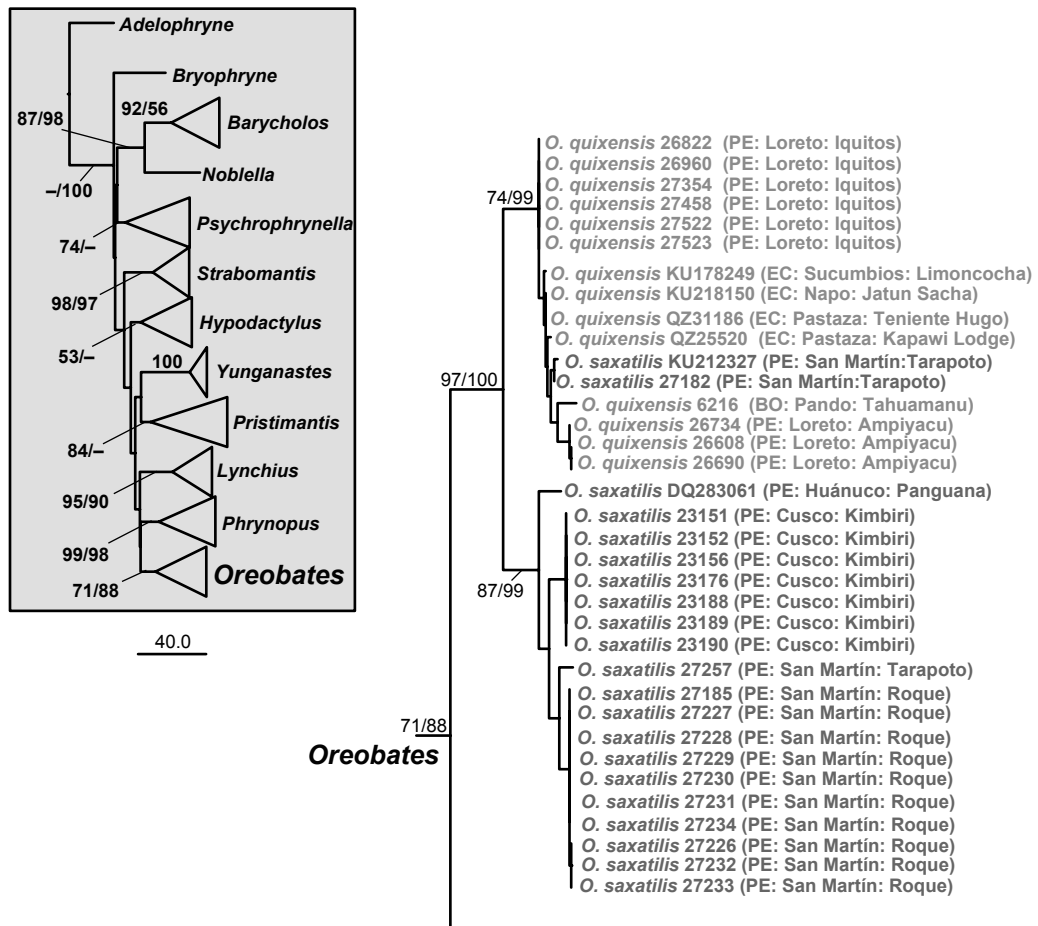 Adelophryne
Bryophryne
92/56
87/98
Barycholos
Noblella
–/100
Psychrophrynella
74/–
Strabomantis
98/97
Hypodactylus
53/–
100
Yunganastes
Pristimantis
84/–
Lynchius
95/90
Phrynopus
99/98
Oreobates
71/88
40.0
O. quixensis 26822 (PE: Loreto: Iquitos)
O. quixensis 26960 (PE: Loreto: Iquitos)
O. quixensis 27354 (PE: Loreto: Iquitos)
74/99
O. quixensis 27458 (PE: Loreto: Iquitos)
O. quixensis 27522 (PE: Loreto: Iquitos)
O. quixensis 27523 (PE: Loreto: Iquitos)
O. quixensis KU178249 (EC: Sucumbios: Limoncocha)
O. quixensis KU218150 (EC: Napo: Jatun Sacha)
O. quixensis QZ31186 (EC: Pastaza: Teniente Hugo)
O. quixensis QZ25520 (EC: Pastaza: Kapawi Lodge)
O. saxatilis KU212327 (PE: San Martín:Tarapoto)
97/100
O. saxatilis 27182 (PE: San Martín:Tarapoto)
O. quixensis 6216 (BO: Pando: Tahuamanu)
O. quixensis 26734 (PE: Loreto: Ampiyacu)
O. quixensis 26608 (PE: Loreto: Ampiyacu)
O. quixensis 26690 (PE: Loreto: Ampiyacu)
O. saxatilis DQ283061 (PE: Huánuco: Panguana)
O. saxatilis 23151 (PE: Cusco: Kimbiri)
O. saxatilis 23152 (PE: Cusco: Kimbiri)
O. saxatilis 23156 (PE: Cusco: Kimbiri)
O. saxatilis 23176 (PE: Cusco: Kimbiri)
87/99
O. saxatilis 23188 (PE: Cusco: Kimbiri)
O. saxatilis 23189 (PE: Cusco: Kimbiri)
O. saxatilis 23190 (PE: Cusco: Kimbiri)
O. saxatilis 27257 (PE: San Martín: Tarapoto)
O. saxatilis 27185 (PE: San Martín: Roque)
O. saxatilis 27227 (PE: San Martín: Roque)
71/88
O. saxatilis 27228 (PE: San Martín: Roque)
Oreobates
O. saxatilis 27229 (PE: San Martín: Roque)
O. saxatilis 27230 (PE: San Martín: Roque)
O. saxatilis 27231 (PE: San Martín: Roque)
O. saxatilis 27234 (PE: San Martín: Roque)
O. saxatilis 27226 (PE: San Martín: Roque)
O. saxatilis 27232 (PE: San Martín: Roque)
O. saxatilis 27233 (PE: San Martín: Roque)